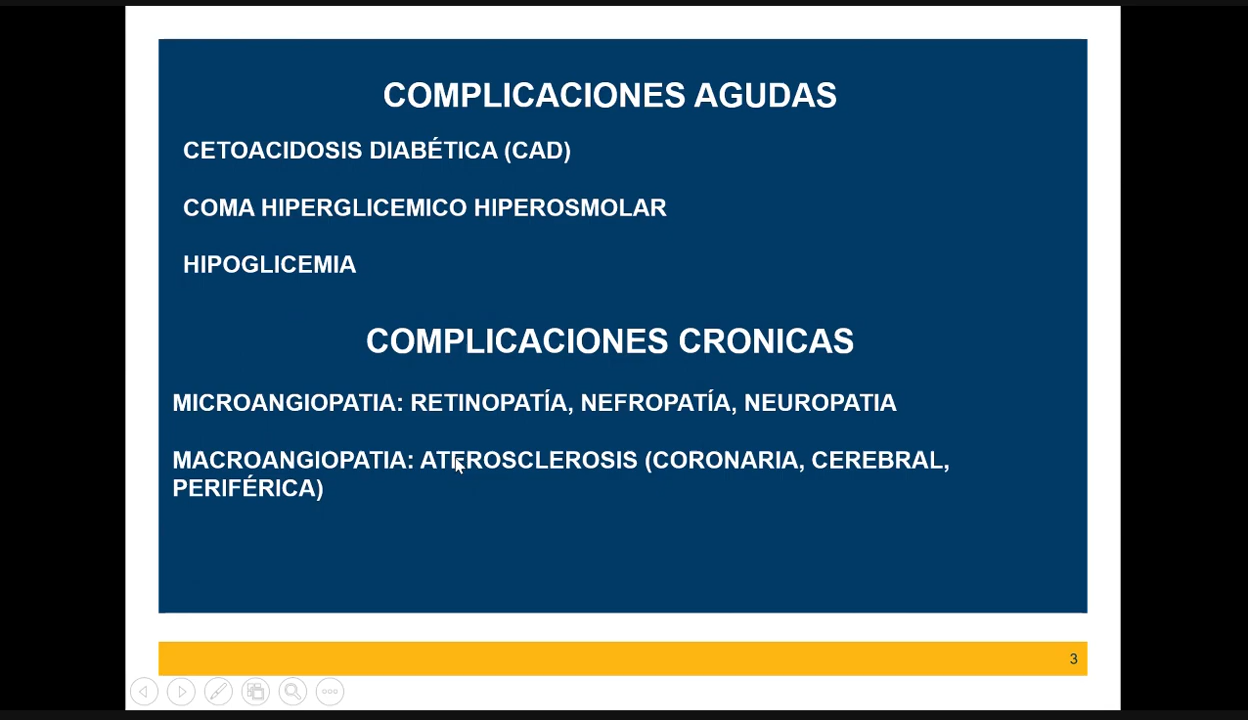 COMPLICACIONES AGUDAS
CETOACIDOSIS DIABÉTICA (CAD)
COMA HIPERGLICEMICO HIPEROSMOLAR
HIPOGLICEMIA
COMPLICACIONES CRONICAS
MICROANGIOPATIA: RETINOPATÍA, NEFROPATÍA, NEUROPATIA
MACROANGIOPATIA: ATEROSCLEROSIS (CORONARIA, CEREBRAL,
PERIFÉRICA)
3